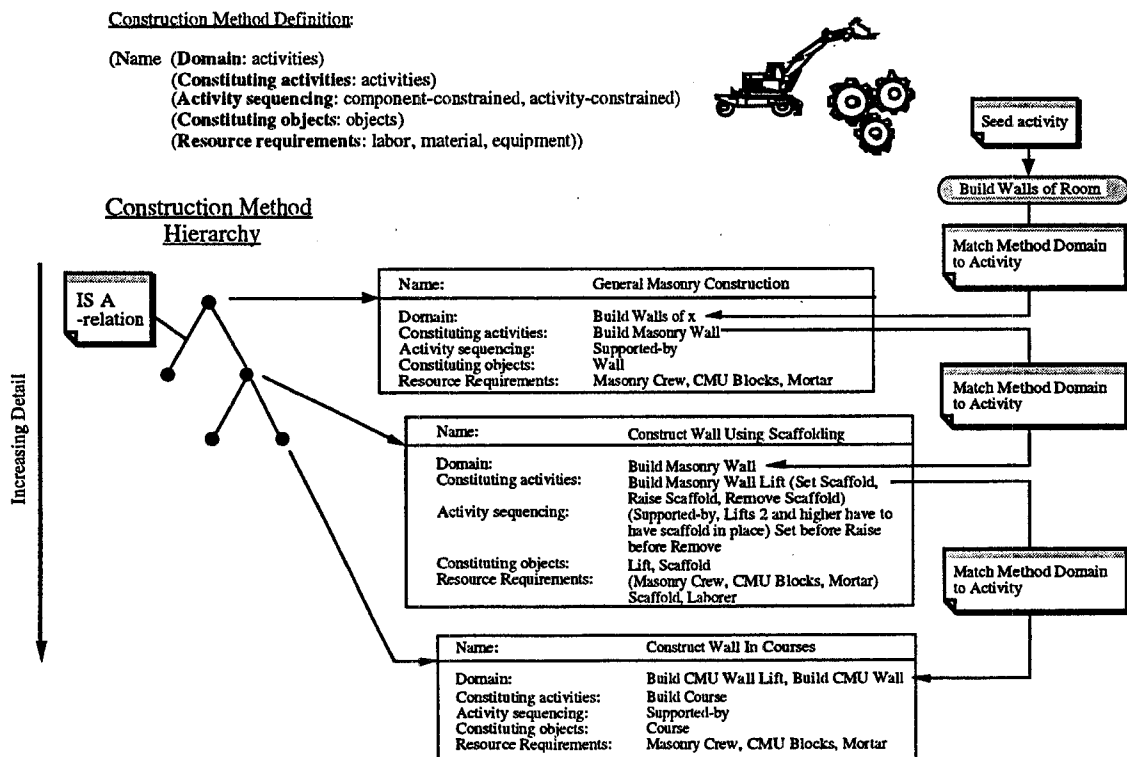 Construction Method Definition:
(Name (Domain: activities)
(Constituting activities: activities)
(Activity sequencing: component-constrained, activity-constrained)
(Constituting objects: objects)
(Resource requirements: labor, material, equipment))
Seed activity
Build Walls of Room
Match Method Domain
to Activity
Construction Method
Hierarchy
IS A
-relation
Increasing Detail
Name: General Masonry Construction
Domain: Build Walls of x
Constituting activities: Build Masonry Wall
Activity sequencing: Supported-by
Constituting objects: Wall
Resource Requirements: Masonry Crew, CMU Blocks, Mortar
Match Method Domain
to Activity
Name: Construct Wall Using Scaffolding
Domain: Build Masonry Wall
Constituting activities: Build Masonry Wall Lift (Set Scaffold,
Raise Scaffold, Remove Scaffold)
Activity sequencing: (Supported-by, Lifts 2 and higher have to
have scaffold in place) Set before Raise
before Remove
Constituting objects: Lift, Scaffold
Resource Requirements: (Masonry Crew, CMU Blocks, Mortar)
Scaffold, Laborer
Match Method Domain
to Activity
Name: Construct Wall In Courses
Domain: Build CMU Wall Lift, Build CMU Wall
Constituting activities: Build Course
Activity sequencing: Supported-by
Constituting objects: Course
Resource Requirements: Masonry Crew, CMU Blocks, Mortar